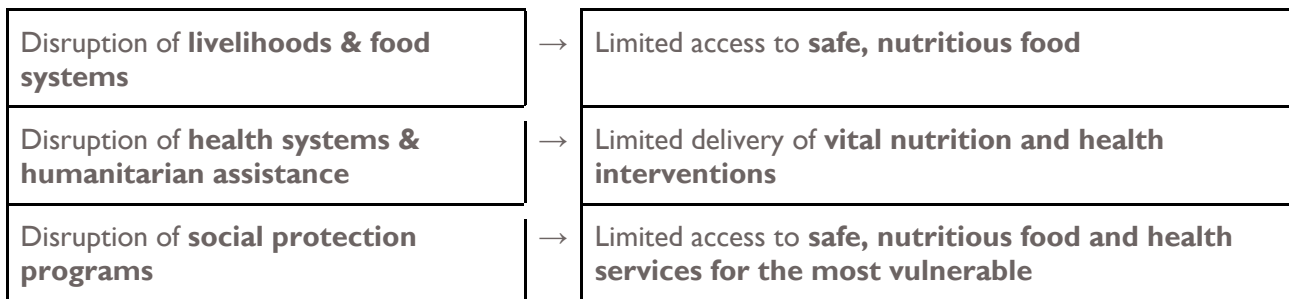 Disruption of livelihoods & food → Limited access to safe, nutritious food
systems
Disruption of health systems & → Limited delivery of vital nutrition and health
humanitarian assistance interventions
Disruption of social protection → Limited access to safe, nutritious food and health
programs services for the most vulnerable